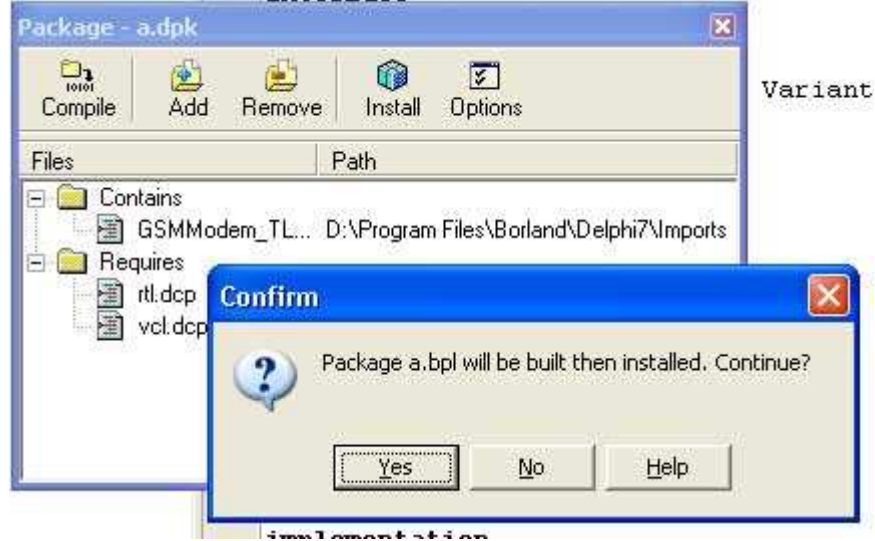 Package - a.dpk
Compile Add Remove Install Options
Variant
Files Path
Contains
GSMModem_TL... D:\Program Files\Borland\Delphi7\Imports
Requires
rtl.dcp
vcl.dcp
Confirm
Package a.bpl will be built then installed. Continue?
Yes No Help
implementation